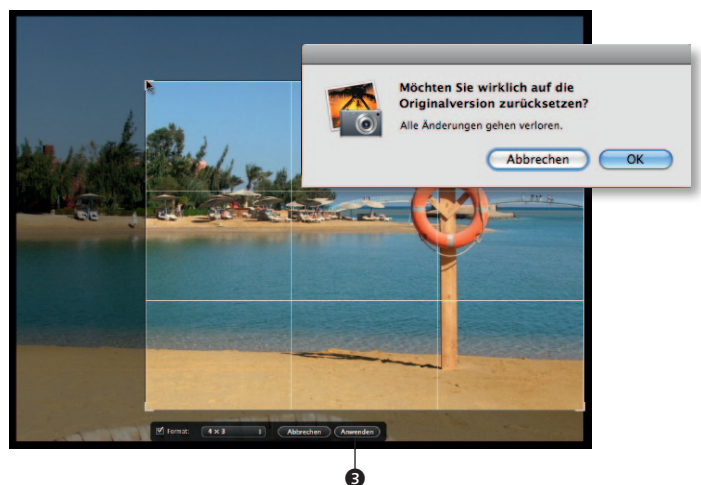 Möchten Sie wirklich auf die
Originalversion zurücksetzen?
Alle Änderungen gehen verloren.
Abbrechen OK
Format: 4 × 3 Abbrechen Anwenden
3